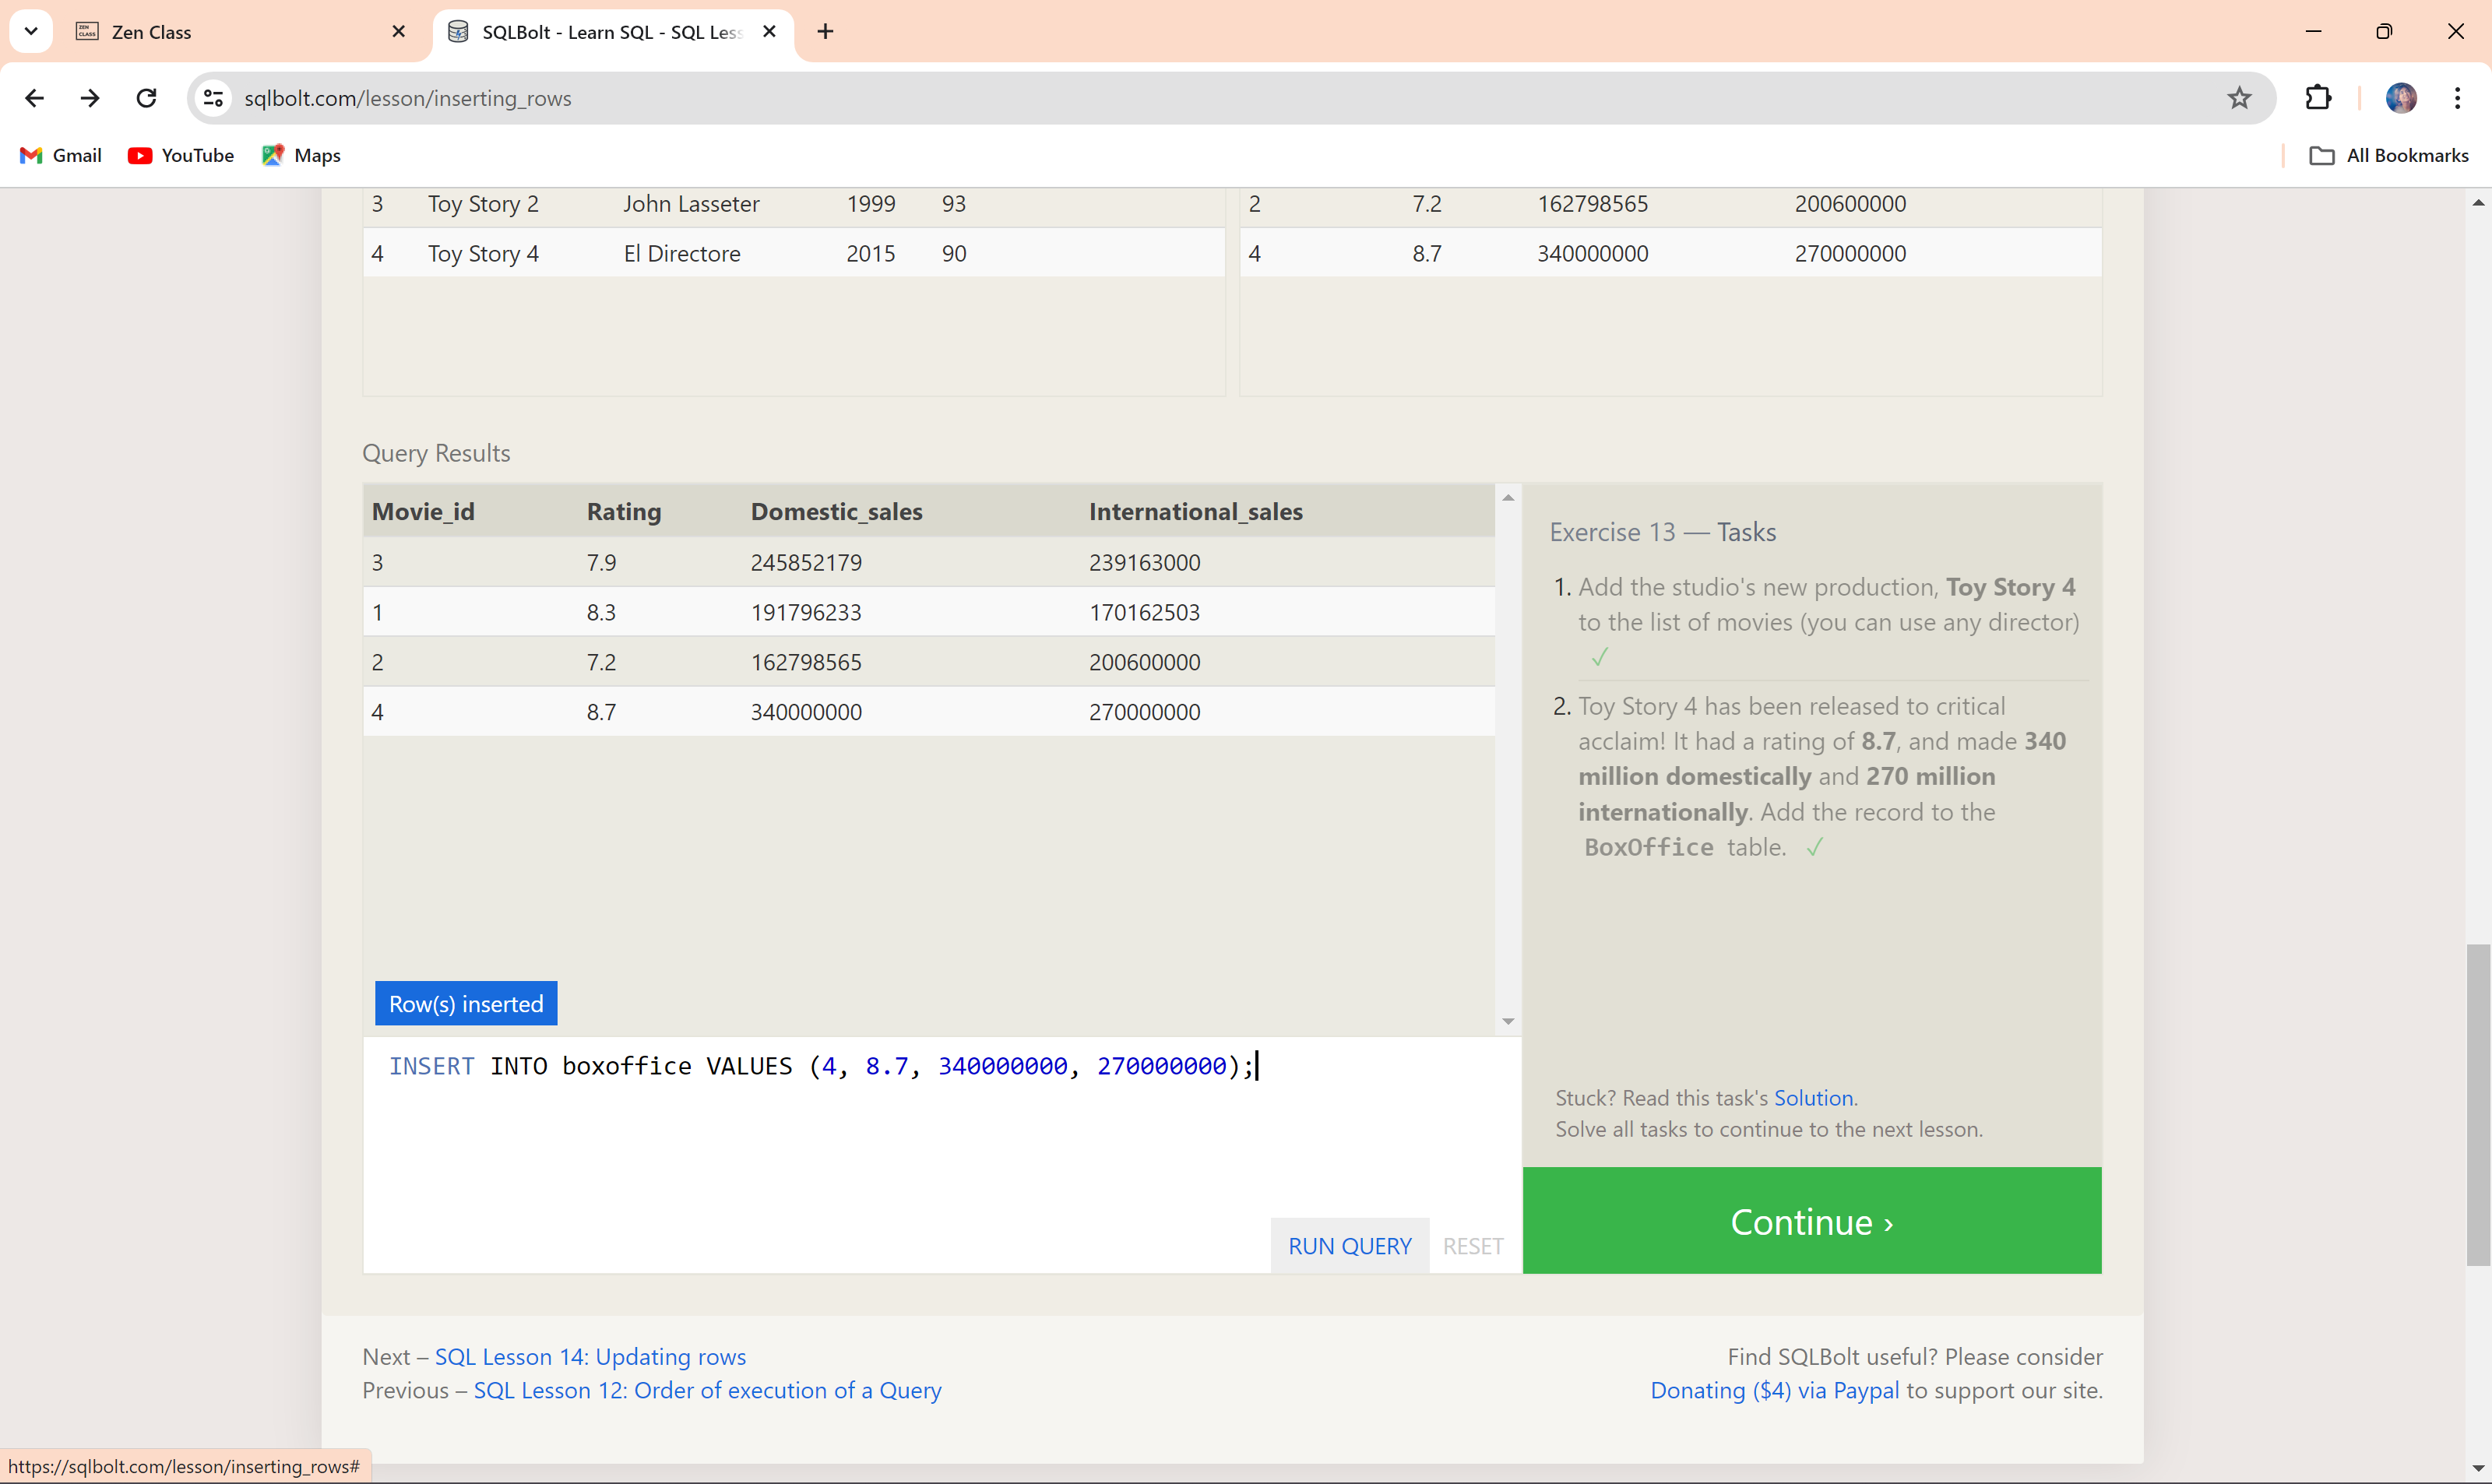 Zen Class
SQLBolt - Learn SQL - SQL Les
sqlbolt.com/lesson/inserting_rows
Gmail YouTube Maps All Bookmarks
3 Toy Story 2 John Lasseter 1999 93
4 Toy Story 4 El Directore 2015 90
2 7.2 162798565 200600000
4 8.7 340000000 270000000
Query Results
Movie_id Rating Domestic_sales International_sales
3 7.9 245852179 239163000
1 8.3 191796233 170162503
2 7.2 162798565 200600000
4 8.7 340000000 270000000
Row(s) inserted
INSERT INTO boxoffice VALUES (4, 8.7, 340000000, 270000000);
RUN QUERY RESET
Exercise 13 — Tasks
1. Add the studio's new production, Toy Story 4
to the list of movies (you can use any director)
✓
2. Toy Story 4 has been released to critical
acclaim! It had a rating of 8.7, and made 340
million domestically and 270 million
internationally. Add the record to the
BoxOffice table. ✓
Stuck? Read this task's Solution.
Solve all tasks to continue to the next lesson.
Continue ›
Next – SQL Lesson 14: Updating rows
Previous – SQL Lesson 12: Order of execution of a Query
Find SQLBolt useful? Please consider
Donating ($4) via Paypal to support our site.
https://sqlbolt.com/lesson/inserting_rows#